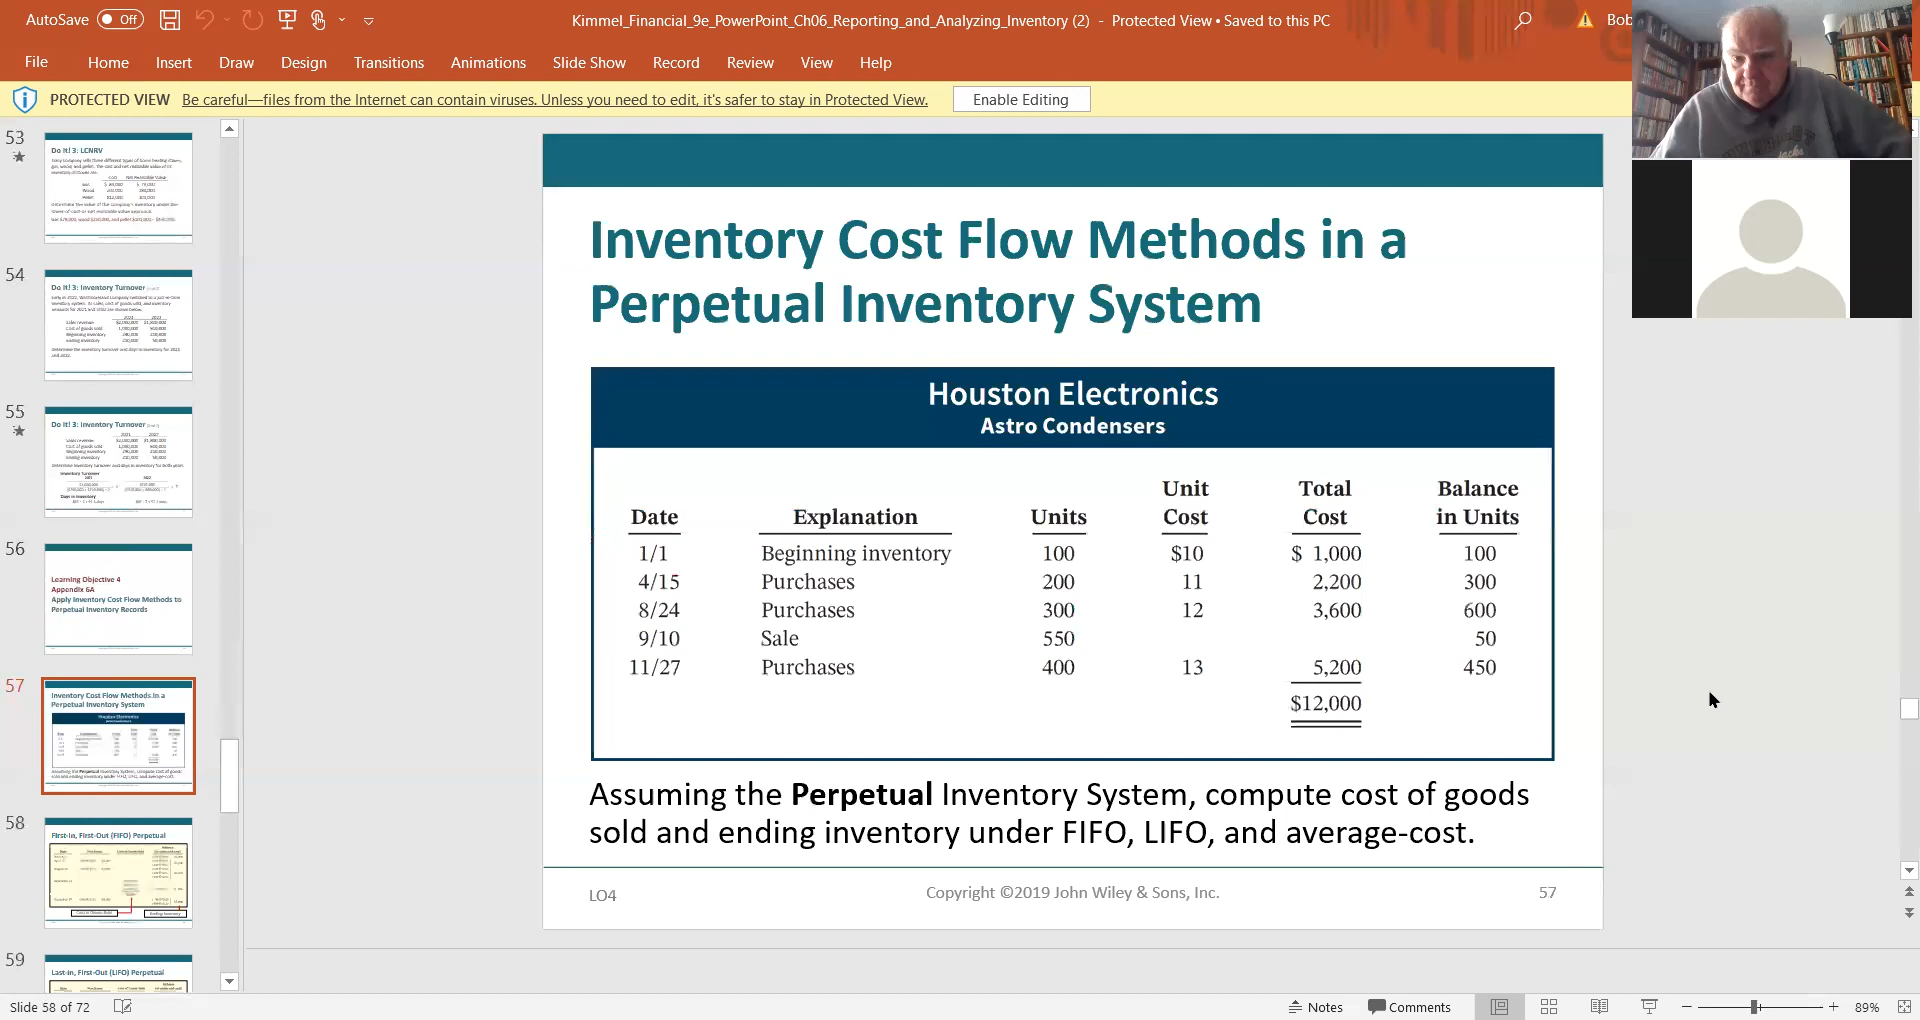 AutoSave Off
Kimmel_Financial_9e_PowerPoint_Ch06_Reporting_and_Analyzing_Inventory (2) - Protected View • Saved to this PC
Bob
File Home Insert Draw Design Transitions Animations Slide Show Record Review View Help
PROTECTED VIEW Be careful—files from the Internet can contain viruses. Unless you need to edit, it's safer to stay in Protected View. Enable Editing
53
Do It! 3: LCNRV
54
Do It! 3: Inventory Turnover
55
Do It! 3: Inventory Turnover
56
Learning Objective 4
Appendix 6A
Apply Inventory Cost Flow Methods to
Perpetual Inventory Records
57
Inventory Cost Flow Methods in a
Perpetual Inventory System
58
First-In, First-Out (FIFO) Perpetual
59
Last-In, First-Out (LIFO) Perpetual
Inventory Cost Flow Methods in a
Perpetual Inventory System
Houston Electronics
Astro Condensers
Unit Total Balance
Date Explanation Units Cost Cost in Units
1/1 Beginning inventory 100 $10 $ 1,000 100
4/15 Purchases 200 11 2,200 300
8/24 Purchases 300 12 3,600 600
9/10 Sale 550 50
11/27 Purchases 400 13 5,200 450
$12,000
Assuming the Perpetual Inventory System, compute cost of goods
sold and ending inventory under FIFO, LIFO, and average-cost.
LO4 Copyright ©2019 John Wiley & Sons, Inc. 57
Slide 58 of 72 Notes Comments 89%